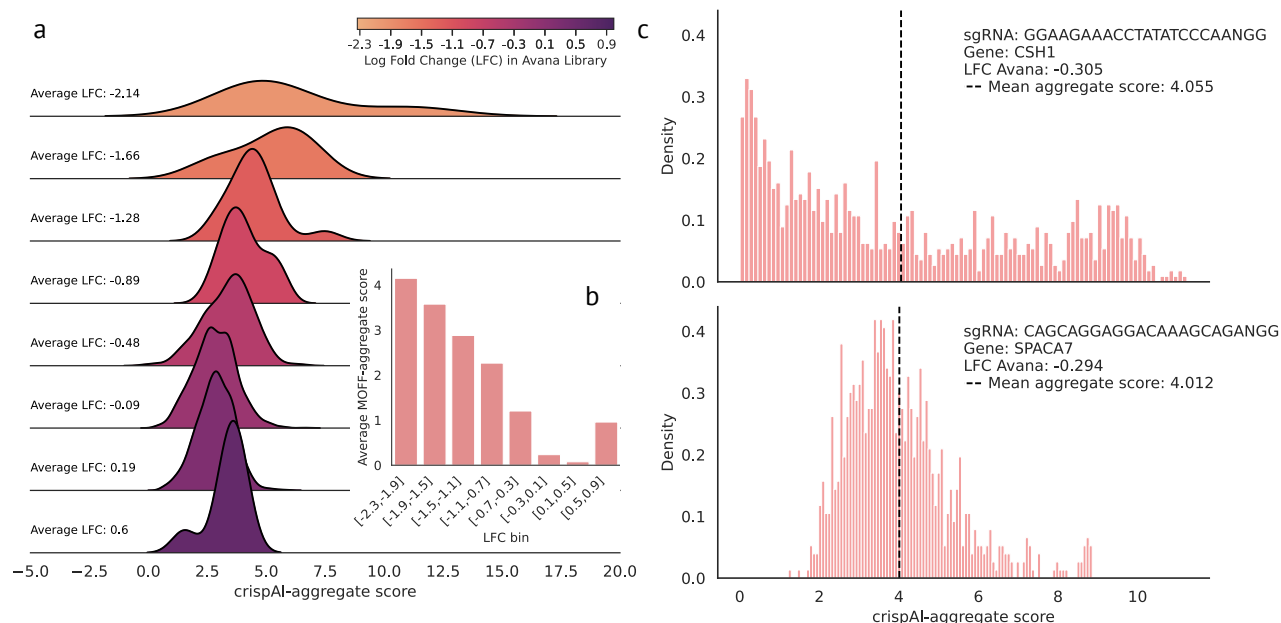 a
-2.3 -1.9 -1.5 -1.1 -0.7 -0.3 0.1 0.5 0.9
Log Fold Change (LFC) in Avana Library
Average LFC: -2.14
Average LFC: -1.66
Average LFC: -1.28
Average LFC: -0.89
Average LFC: -0.48
Average LFC: -0.09
Average LFC: 0.19
Average LFC: 0.6
-5.0 -2.5 0.0 2.5 5.0 7.5 10.0 12.5 15.0 17.5 20.0
crispAI-aggregate score
b
Average MOFF-aggregate score
4
3
2
1
0
[-2.3,-1.9]
[-1.9,-1.5]
[-1.5,-1.1]
[-1.1,-0.7]
[-0.7,-0.3]
[-0.3,0.1]
[0.1,0.5]
[0.5,0.9]
LFC bin
c
Density
0.4
0.3
0.2
0.1
0.0
sgRNA: GGAAGAAACCTATATCCCAANGG
Gene: CSH1
LFC Avana: -0.305
Mean aggregate score: 4.055
Density
0.4
0.3
0.2
0.1
0.0
sgRNA: CAGCAGGAGGACAAAGCAGANGG
Gene: SPACA7
LFC Avana: -0.294
Mean aggregate score: 4.012
0 2 4 6 8 10
crispAI-aggregate score